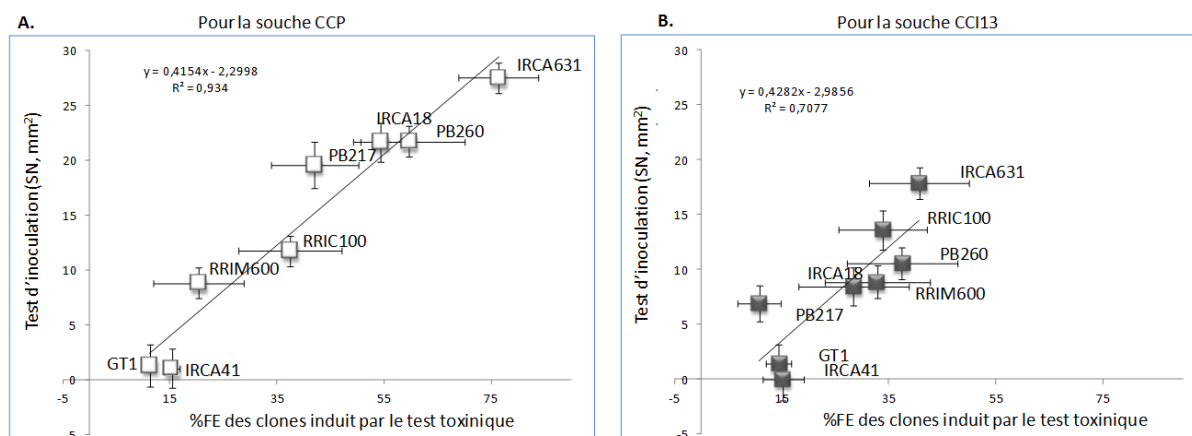 A.
Pour la souche CCP
30
25
20
15
10
5
0
5
-5
15
35
55
75
y = 0,4154x - 2,2998
R² = 0,934
IRCA631
IRCA18
PB260
PB217
RRIC100
RRIM600
GT1
IRCA41
Test d'inoculation (SN, mm²)
%FE des clones induit par le test toxinique
B.
Pour la souche CCI13
30
25
20
15
10
5
0
5
-5
15
35
55
75
y = 0,4282x - 2,9856
R² = 0,7077
IRCA631
RRIC100
PB260
IRCA18
RRIM600
PB217
GT1
IRCA41
Test d'inoculation (SN, mm²)
%FE des clones induit par le test toxinique